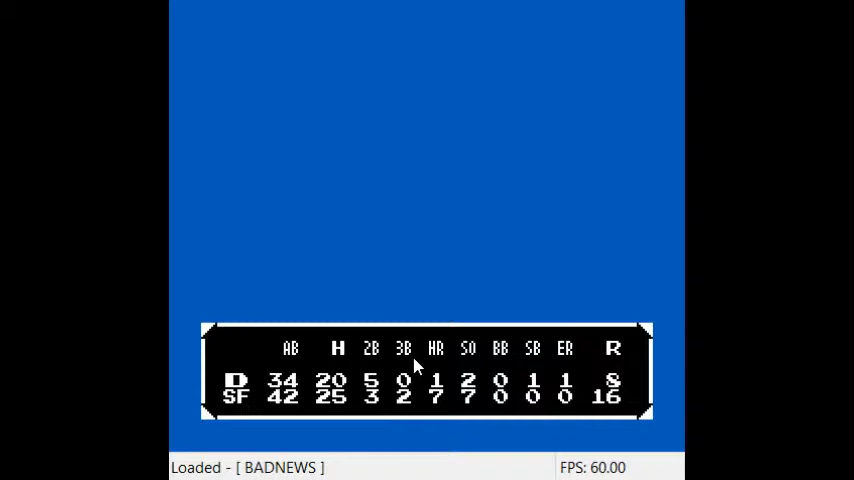 AB H 2B 3B HR SO BB SB ER R
D 34 20 5 0 1 2 0 1 1 8
SF 42 25 3 2 7 7 0 0 0 16
Loaded - [ BADNEWS ] FPS: 60.00